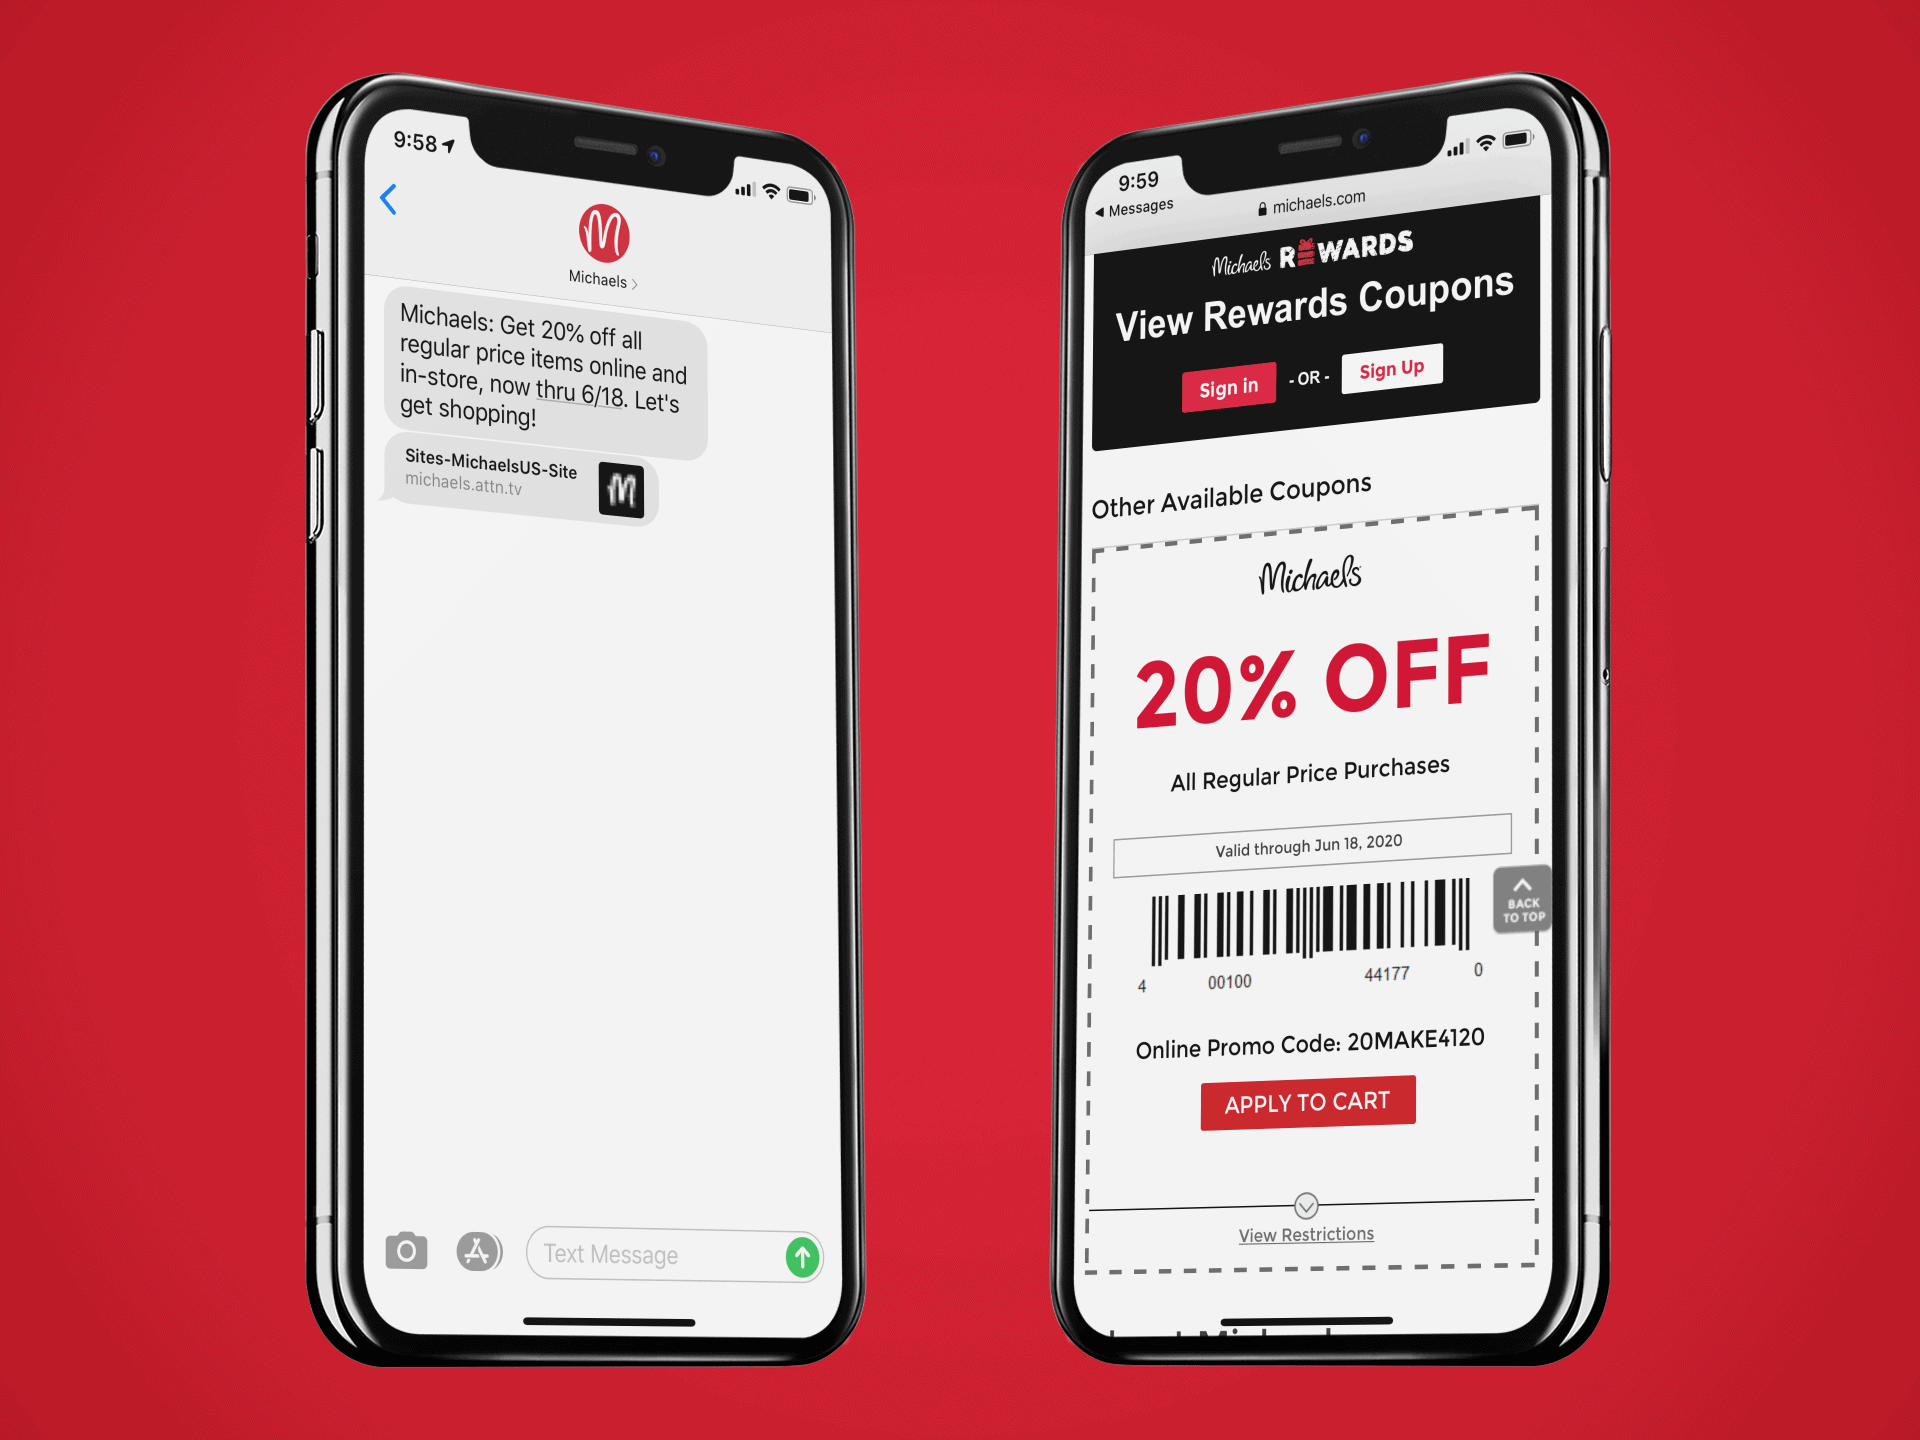 9:58
Michaels
Michaels: Get 20% off all
regular price items online and
in-store, now thru 6/18. Let's
get shopping!
Sites-MichaelsUS-Site
michaels.attn.tv
Text Message
9:59
Messages
michaels.com
Michaels REWARDS
View Rewards Coupons
Sign in - OR - Sign Up
Other Available Coupons
Michaels
20% OFF
All Regular Price Purchases
Valid through Jun 18, 2020
BACK
TO TOP
4 00100 44177 0
Online Promo Code: 20MAKE4120
APPLY TO CART
View Restrictions